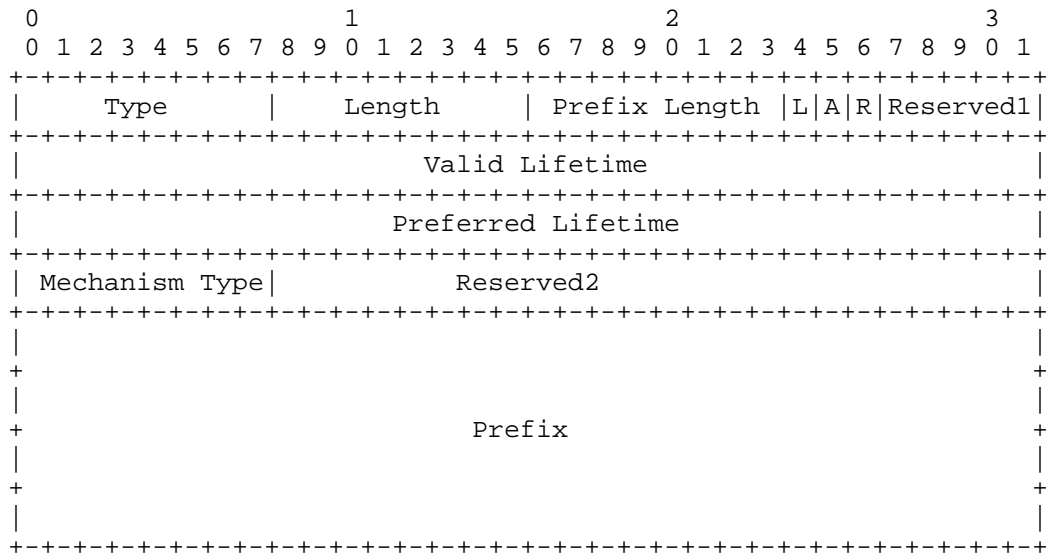 0                   1                   2                   3
 0 1 2 3 4 5 6 7 8 9 0 1 2 3 4 5 6 7 8 9 0 1 2 3 4 5 6 7 8 9 0 1
+-+-+-+-+-+-+-+-+-+-+-+-+-+-+-+-+-+-+-+-+-+-+-+-+-+-+-+-+-+-+-+-+
|     Type      |    Length     | Prefix Length |L|A|R|Reserved1|
+-+-+-+-+-+-+-+-+-+-+-+-+-+-+-+-+-+-+-+-+-+-+-+-+-+-+-+-+-+-+-+-+
|                         Valid Lifetime                        |
+-+-+-+-+-+-+-+-+-+-+-+-+-+-+-+-+-+-+-+-+-+-+-+-+-+-+-+-+-+-+-+-+
|                       Preferred Lifetime                      |
+-+-+-+-+-+-+-+-+-+-+-+-+-+-+-+-+-+-+-+-+-+-+-+-+-+-+-+-+-+-+-+-+
| Mechanism Type|           Reserved2                           |
+-+-+-+-+-+-+-+-+-+-+-+-+-+-+-+-+-+-+-+-+-+-+-+-+-+-+-+-+-+-+-+-+
|                                                               |
+                                                               +
|                                                               |
+                            Prefix                             +
|                                                               |
+                                                               +
|                                                               |
+-+-+-+-+-+-+-+-+-+-+-+-+-+-+-+-+-+-+-+-+-+-+-+-+-+-+-+-+-+-+-+-+